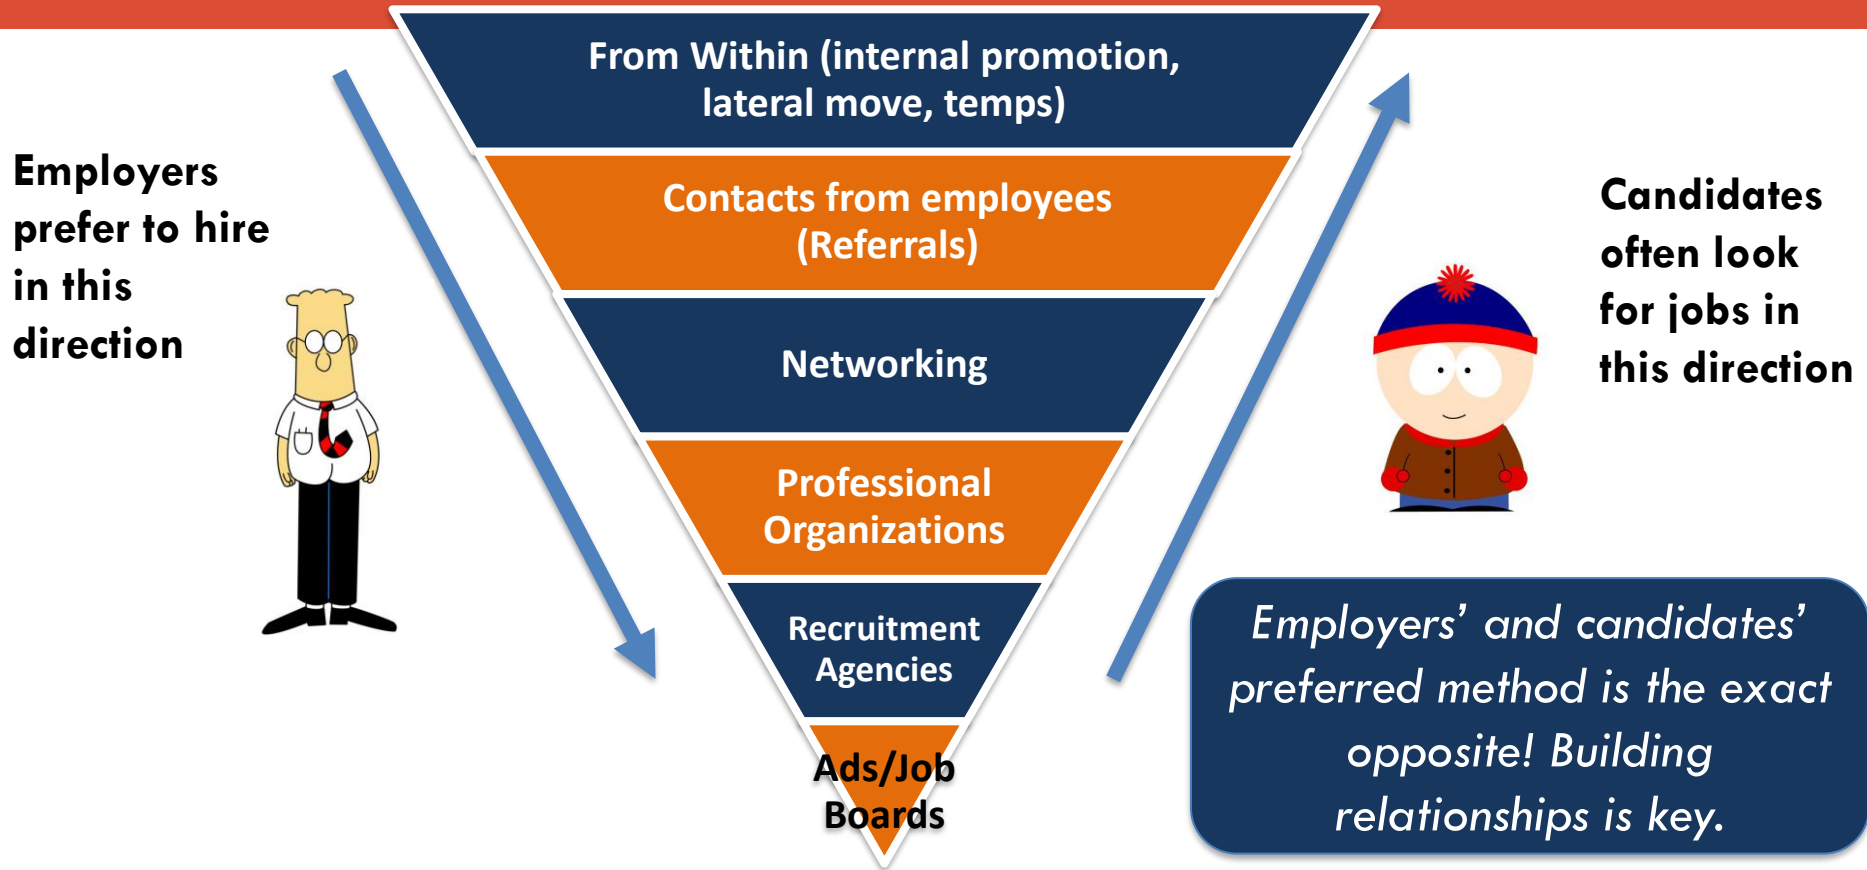 From Within (internal promotion,
lateral move, temps)
Employers
prefer to hire
in this
direction
Contacts from employees
(Referrals)
Candidates
often look
for jobs in
this direction
Networking
Professional
Organizations
Recruitment
Agencies
Ads/Job
Boards
Employers’ and candidates’
preferred method is the exact
opposite! Building
relationships is key.